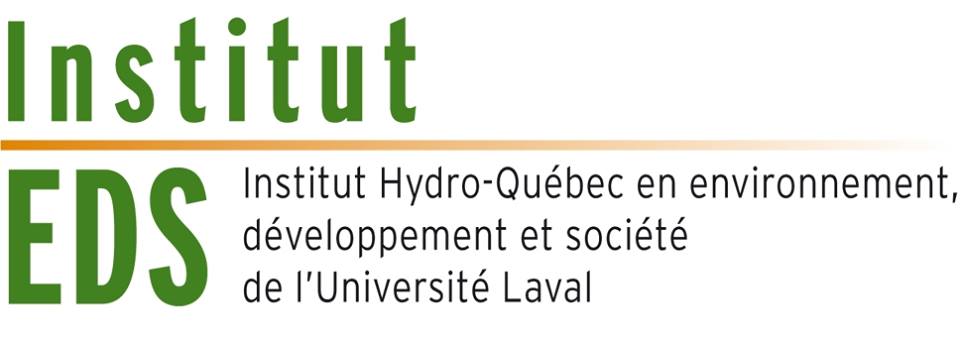 Institut
EDS
Institut Hydro-Québec en environnement,
développement et société
de l'Université Laval